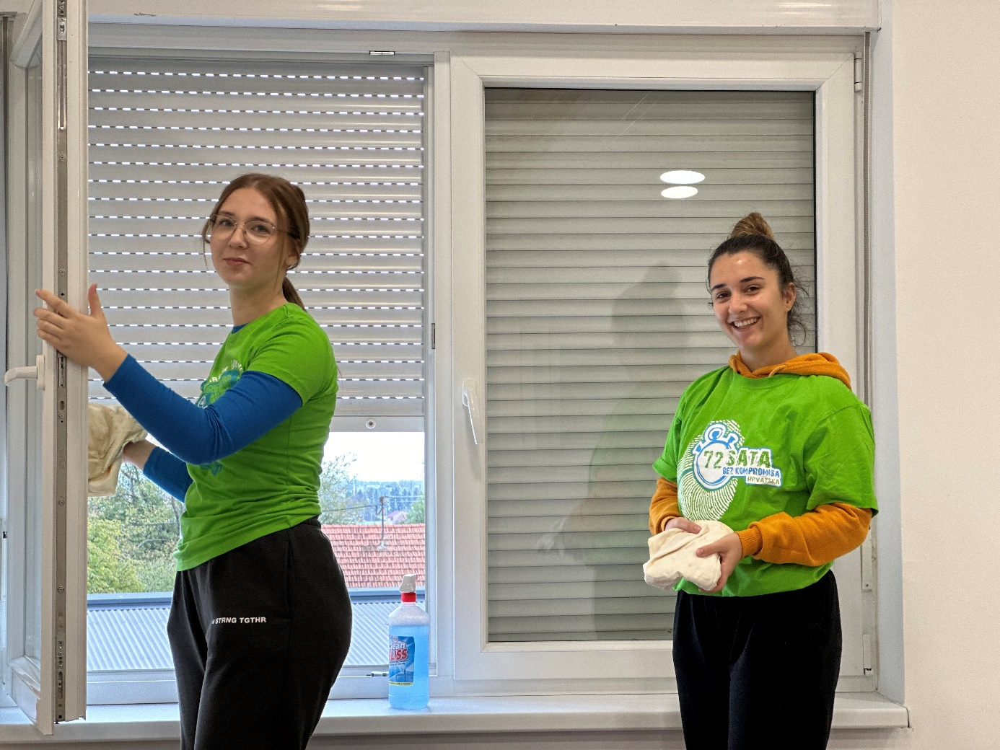 72 SATA
BEZ KOMPROMISA
HRVATSKA
STRNG TGTHR
LISS